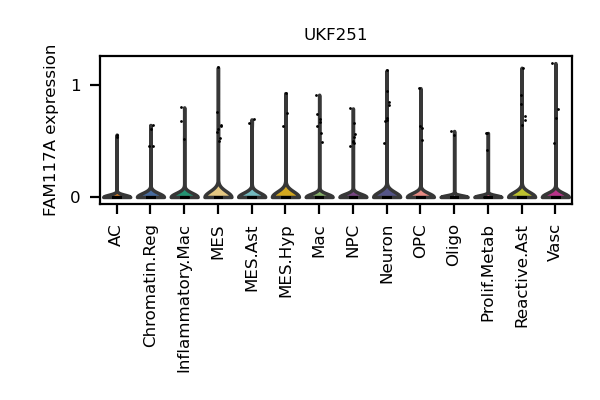 UKF251
FAM117A expression
1
0
AC
Chromatin.Reg
Inflammatory.Mac
MES
MES.Ast
MES.Hyp
Mac
NPC
Neuron
OPC
Oligo
Prolif.Metab
Reactive.Ast
Vasc